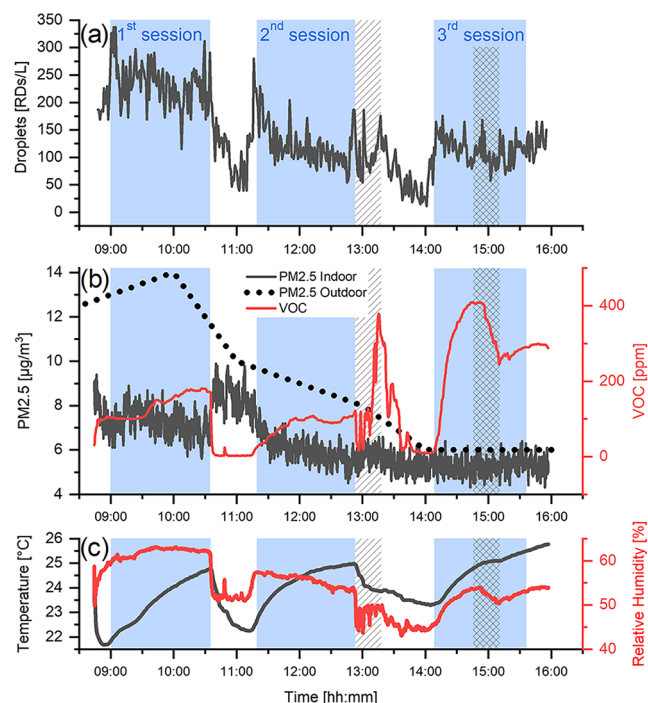 (a)
1st session
2nd session
3rd session
Droplets [RDs/L]
350
300
250
200
150
100
50
0
09:00 10:00 11:00 12:00 13:00 14:00 15:00 16:00
(b)
PM2.5 Indoor
PM2.5 Outdoor
VOC
PM2.5 [µg/m³]
14
12
10
8
6
4
VOC [ppm]
400
200
0
09:00 10:00 11:00 12:00 13:00 14:00 15:00 16:00
(c)
Temperature [°C]
26
25
24
23
22
Relative Humidity [%]
60
50
40
09:00 10:00 11:00 12:00 13:00 14:00 15:00 16:00
Time [hh:mm]